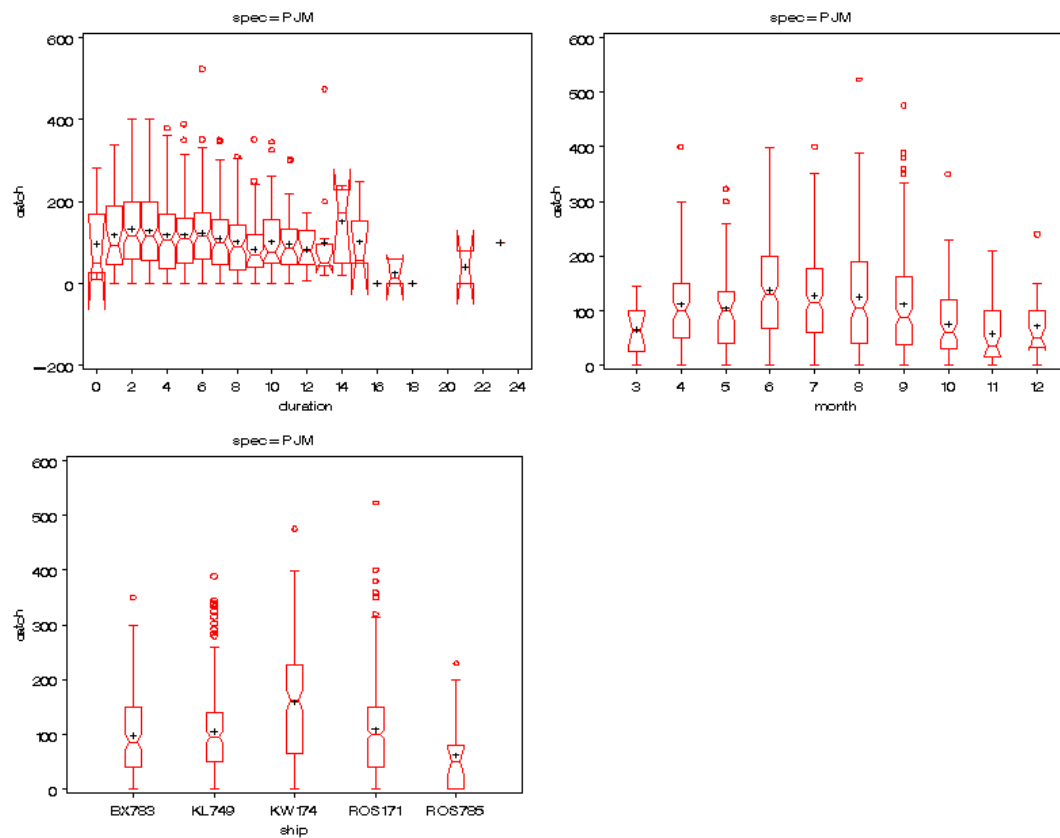 spec=PJM
600
400
200
0
−200
catch
0 2 4 6 8 10 12 14 16 18 20 22 24
duration
spec=PJM
600
500
400
300
200
100
0
catch
3 4 5 6 7 8 9 10 11 12
month
spec=PJM
600
500
400
300
200
100
0
catch
BX783 KL749 KW174 ROS171 ROS785
ship